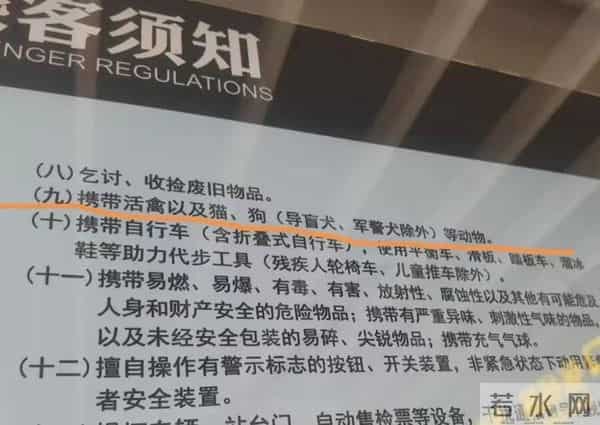 客须知
ENGER REGULATIONS
（八）乞讨、收捡废旧物品。
（九）携带活禽以及猫、狗（导盲犬、军警犬除外）等动物。
（十）携带自行车（含折叠式自行车），使用平衡车、滑板、踏板车、溜冰
鞋等助力代步工具（残疾人轮椅车、儿童推车除外）。
（十一）携带易燃、易爆、有毒、有害、放射性、腐蚀性以及其他有可能危及
人身和财产安全的危险物品；携带有严重异味、刺激性气味的物品
以及未经安全包装的易碎、尖锐物品；携带充气气球。
（十二）擅自操作有警示标志的按钮、开关装置，非紧急状态下动用
者安全装置。
车辆、站台门、自动售检票等设备，
若水网